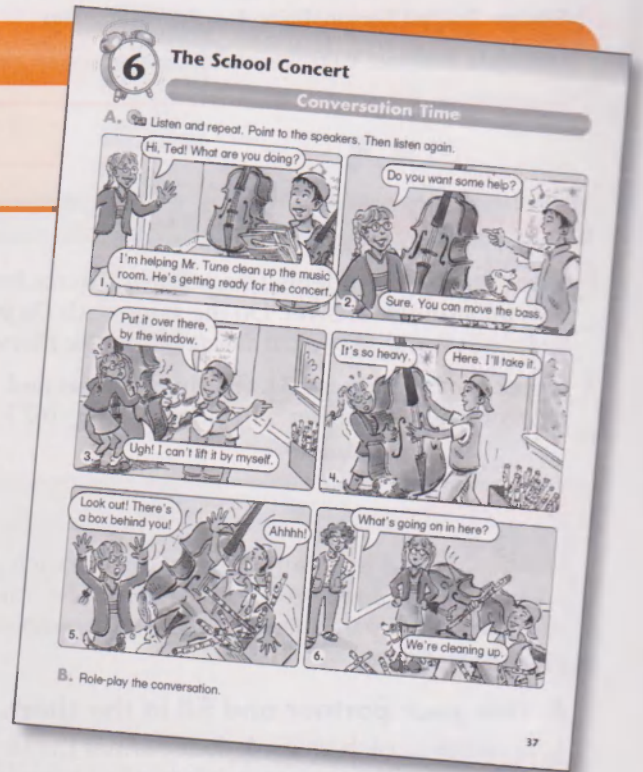 6
The School Concert
Conversation Time
A. Listen and repeat. Point to the speakers. Then listen again.
Hi, Ted! What are you doing?
I'm helping Mr. Tune clean up the music
room. He's getting ready for the concert.
1.
Do you want some help?
Sure. You can move the bass.
2.
Put it over there,
by the window.
Ugh! I can't lift it by myself.
3.
It's so heavy.
Here. I'll take it.
4.
Look out! There's
a box behind you!
Ahhhh!
5.
What's going on in here?
We're cleaning up.
6.
B. Role-play the conversation.
37